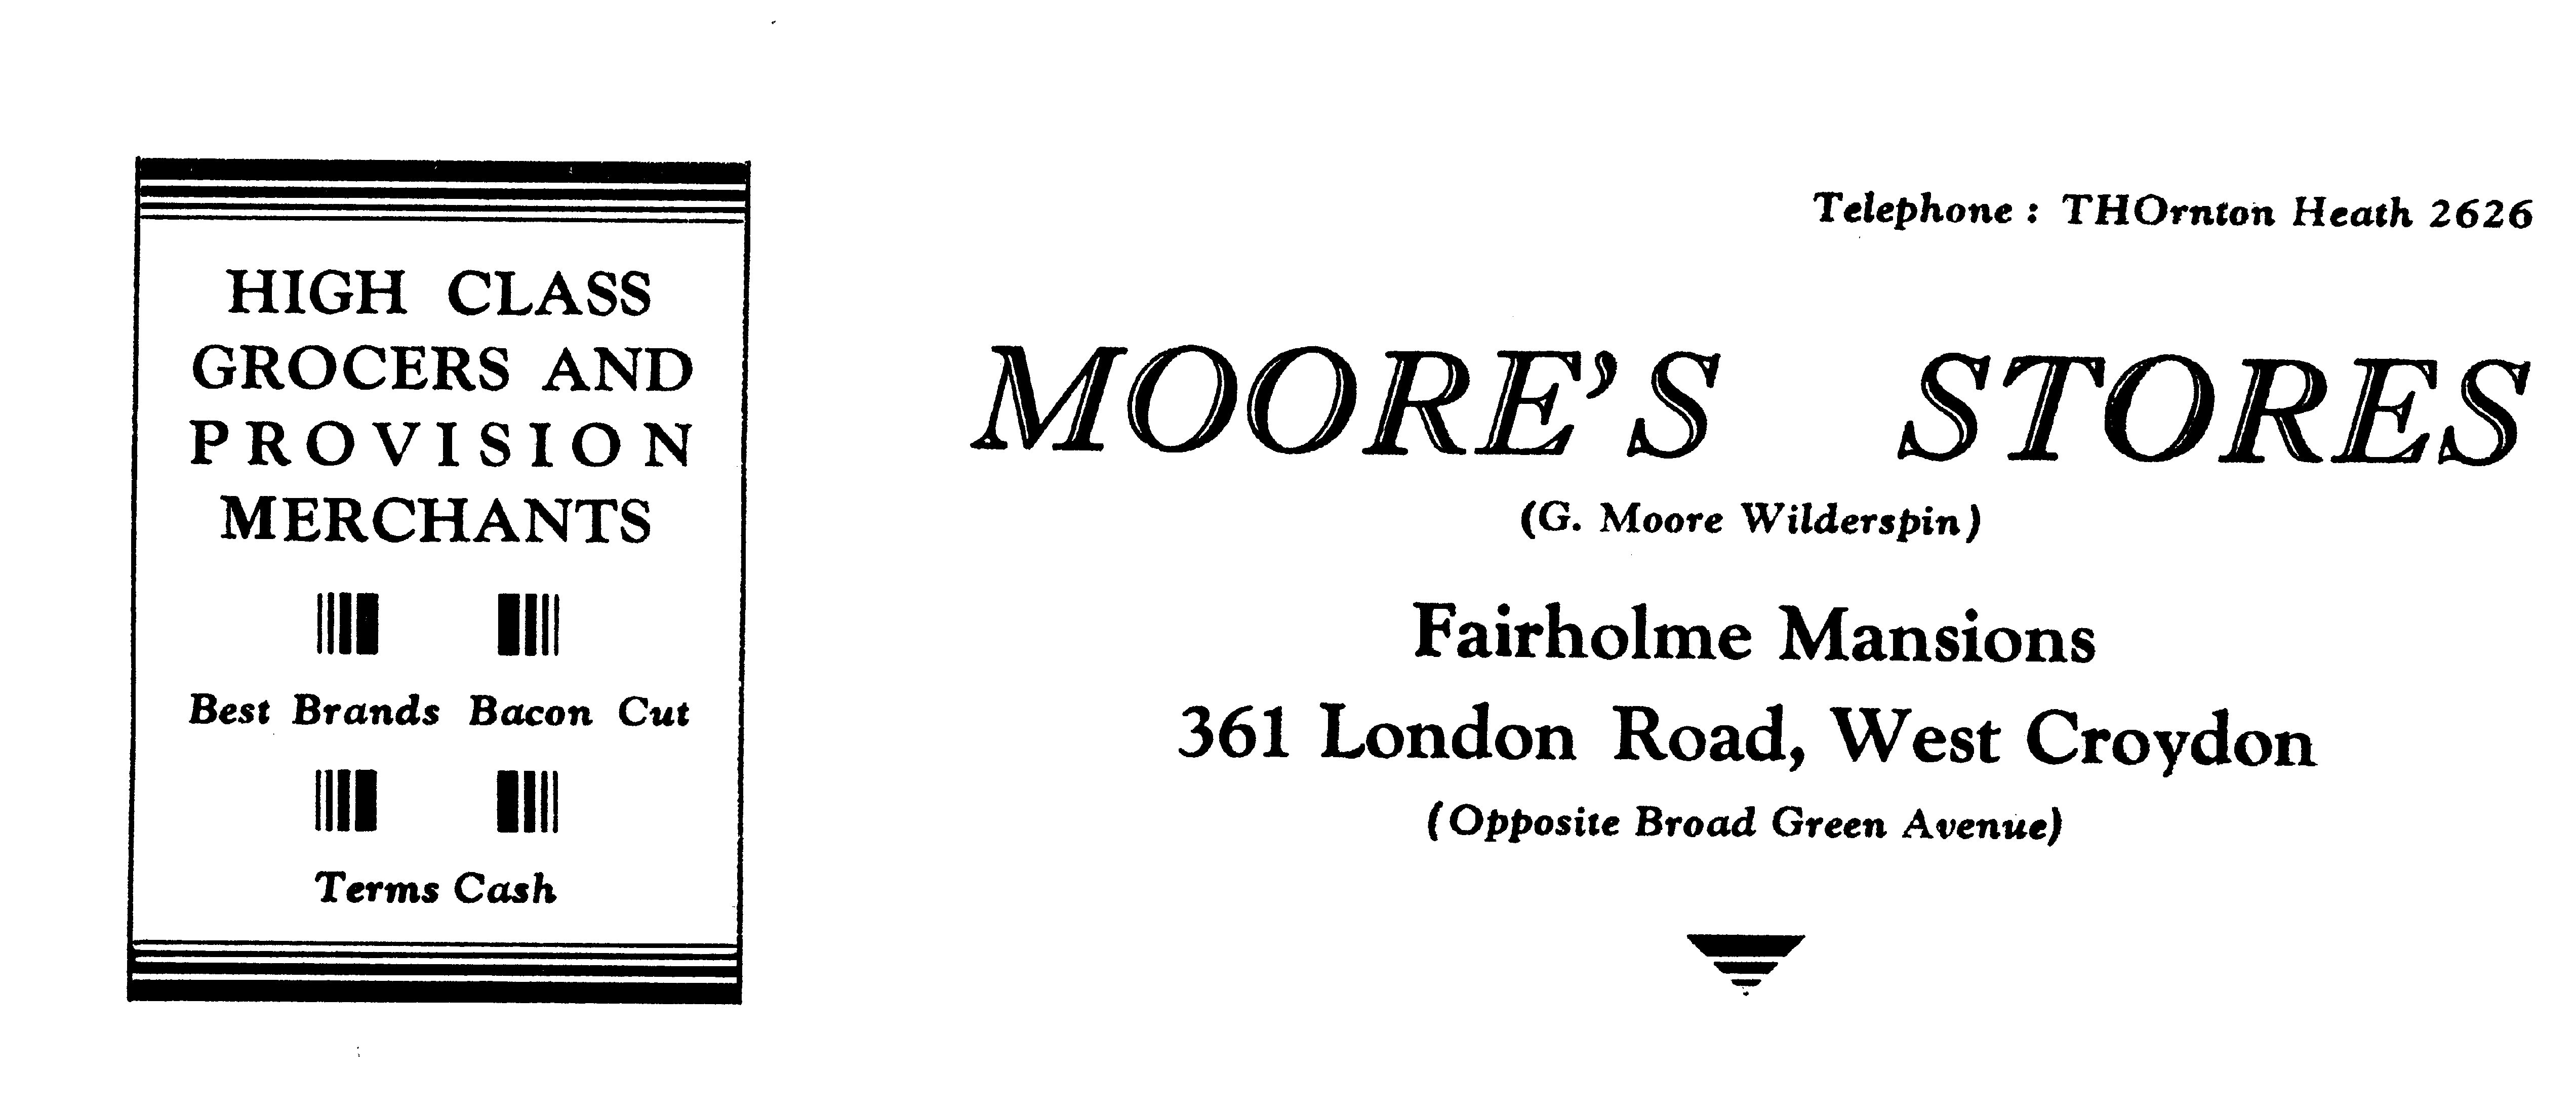 HIGH CLASS
GROCERS AND
PROVISION
MERCHANTS
Best Brands Bacon Cut
Terms Cash
Telephone : THOrnton Heath 2626
MOORE'S STORES
(G. Moore Wilderspin)
Fairholme Mansions
361 London Road, West Croydon
(Opposite Broad Green Avenue)